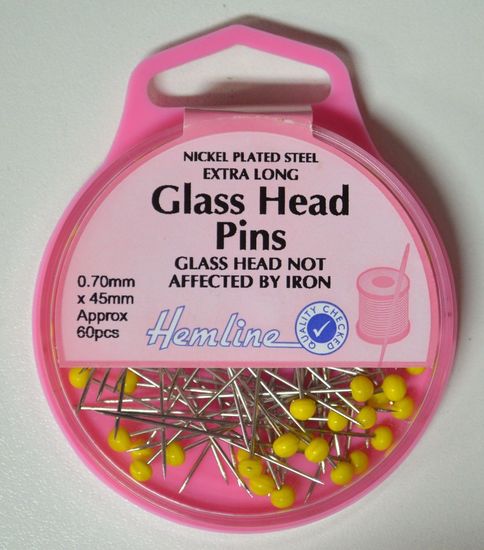 NICKEL PLATED STEEL
EXTRA LONG
Glass Head
Pins
GLASS HEAD NOT
AFFECTED BY IRON
0.70mm
x 45mm
Approx
60pcs
Hemline
QUALITY CHECKED